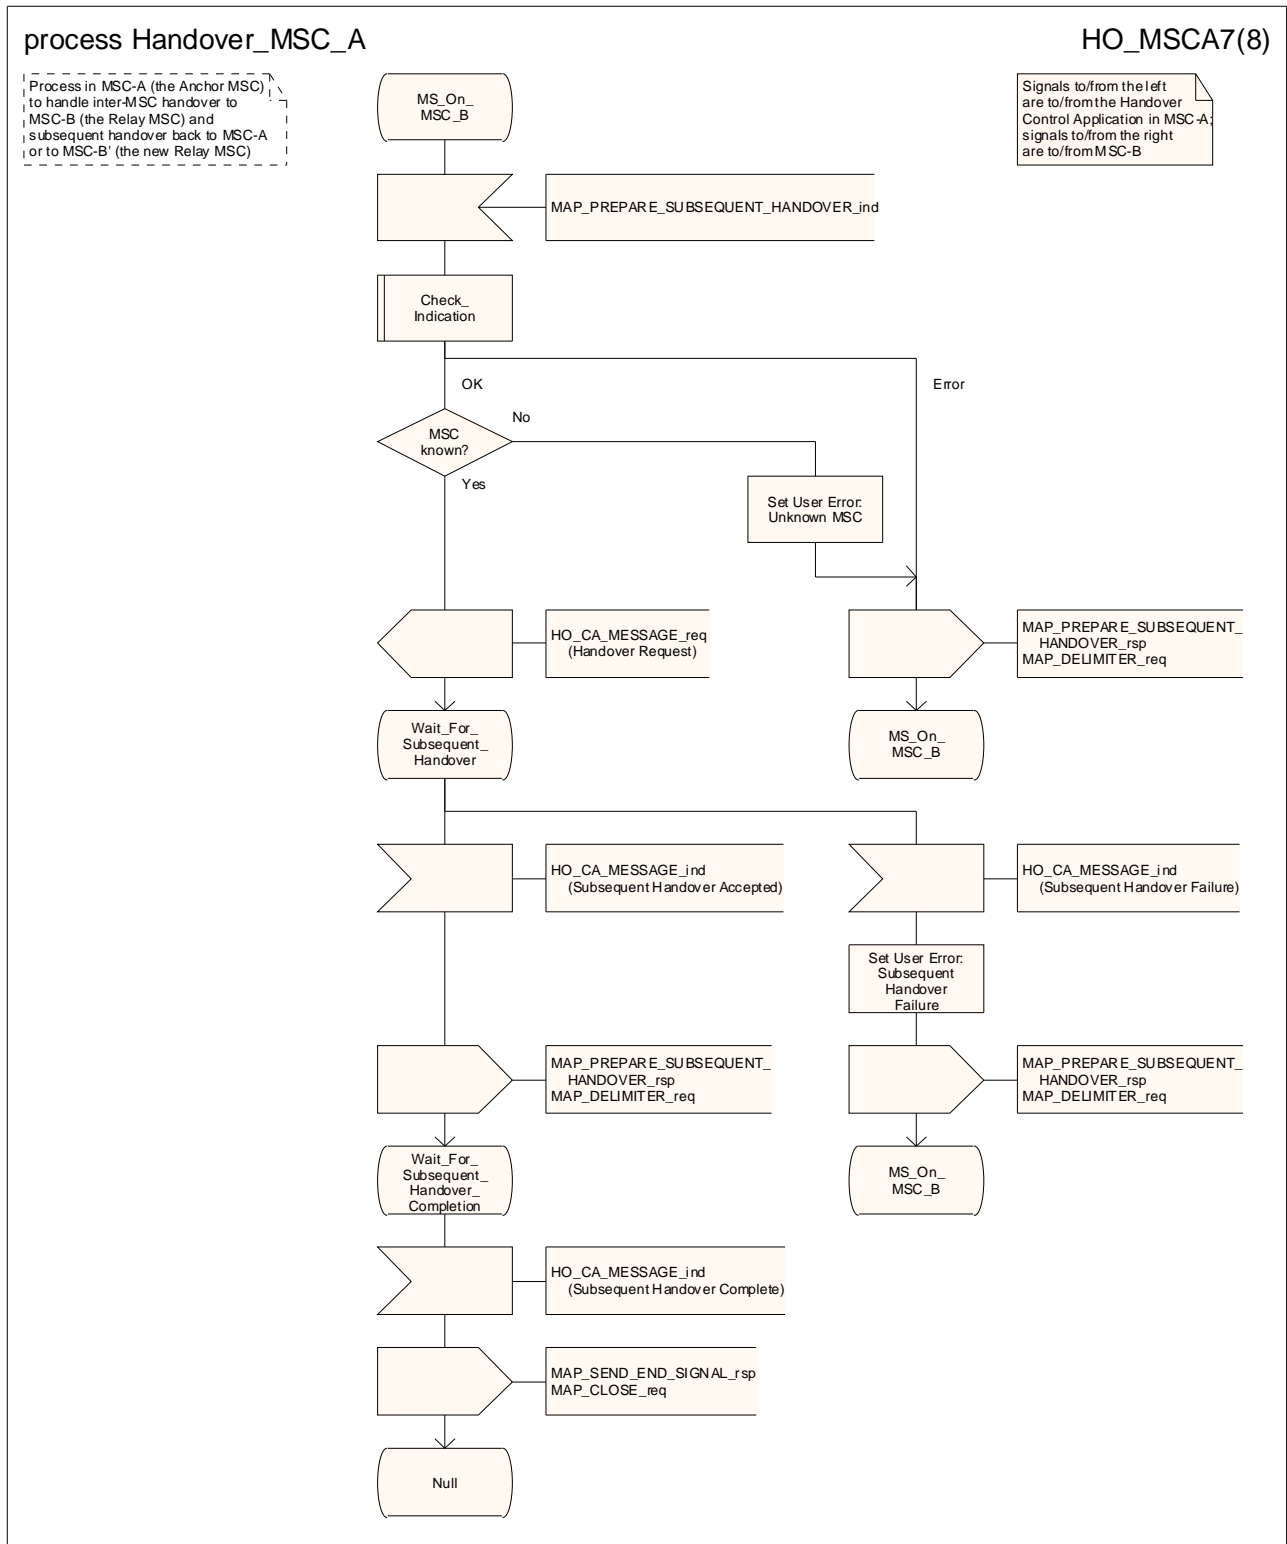 process Handover_MSC_A
HO_MSCA7(8)
Process in MSC-A (the Anchor MSC)
to handle inter-MSC handover to
MSC-B (the Relay MSC) and
subsequent handover back to MSC-A
or to MSC-B' (the new Relay MSC)
Signals to/from the left
are to/from the Handover
Control Application in MSC-A;
signals to/from the right
are to/from MSC-B
MS_On_
MSC_B
MAP_PREPARE_SUBSEQUENT_HANDOVER_ind
Check_
Indication
OK
Error
No
MSC
known?
Yes
Set User Error:
Unknown MSC
HO_CA_MESSAGE_req
(Handover Request)
MAP_PREPARE_SUBSEQUENT_
HANDOVER_rsp
MAP_DELIMITER_req
Wait_For_
Subsequent_
Handover
MS_On_
MSC_B
HO_CA_MESSAGE_ind
(Subsequent Handover Accepted)
HO_CA_MESSAGE_ind
(Subsequent Handover Failure)
Set User Error:
Subsequent
Handover
Failure
MAP_PREPARE_SUBSEQUENT_
HANDOVER_rsp
MAP_DELIMITER_req
MAP_PREPARE_SUBSEQUENT_
HANDOVER_rsp
MAP_DELIMITER_req
Wait_For_
Subsequent_
Handover_
Completion
MS_On_
MSC_B
HO_CA_MESSAGE_ind
(Subsequent Handover Complete)
MAP_SEND_END_SIGNAL_rsp
MAP_CLOSE_req
Null